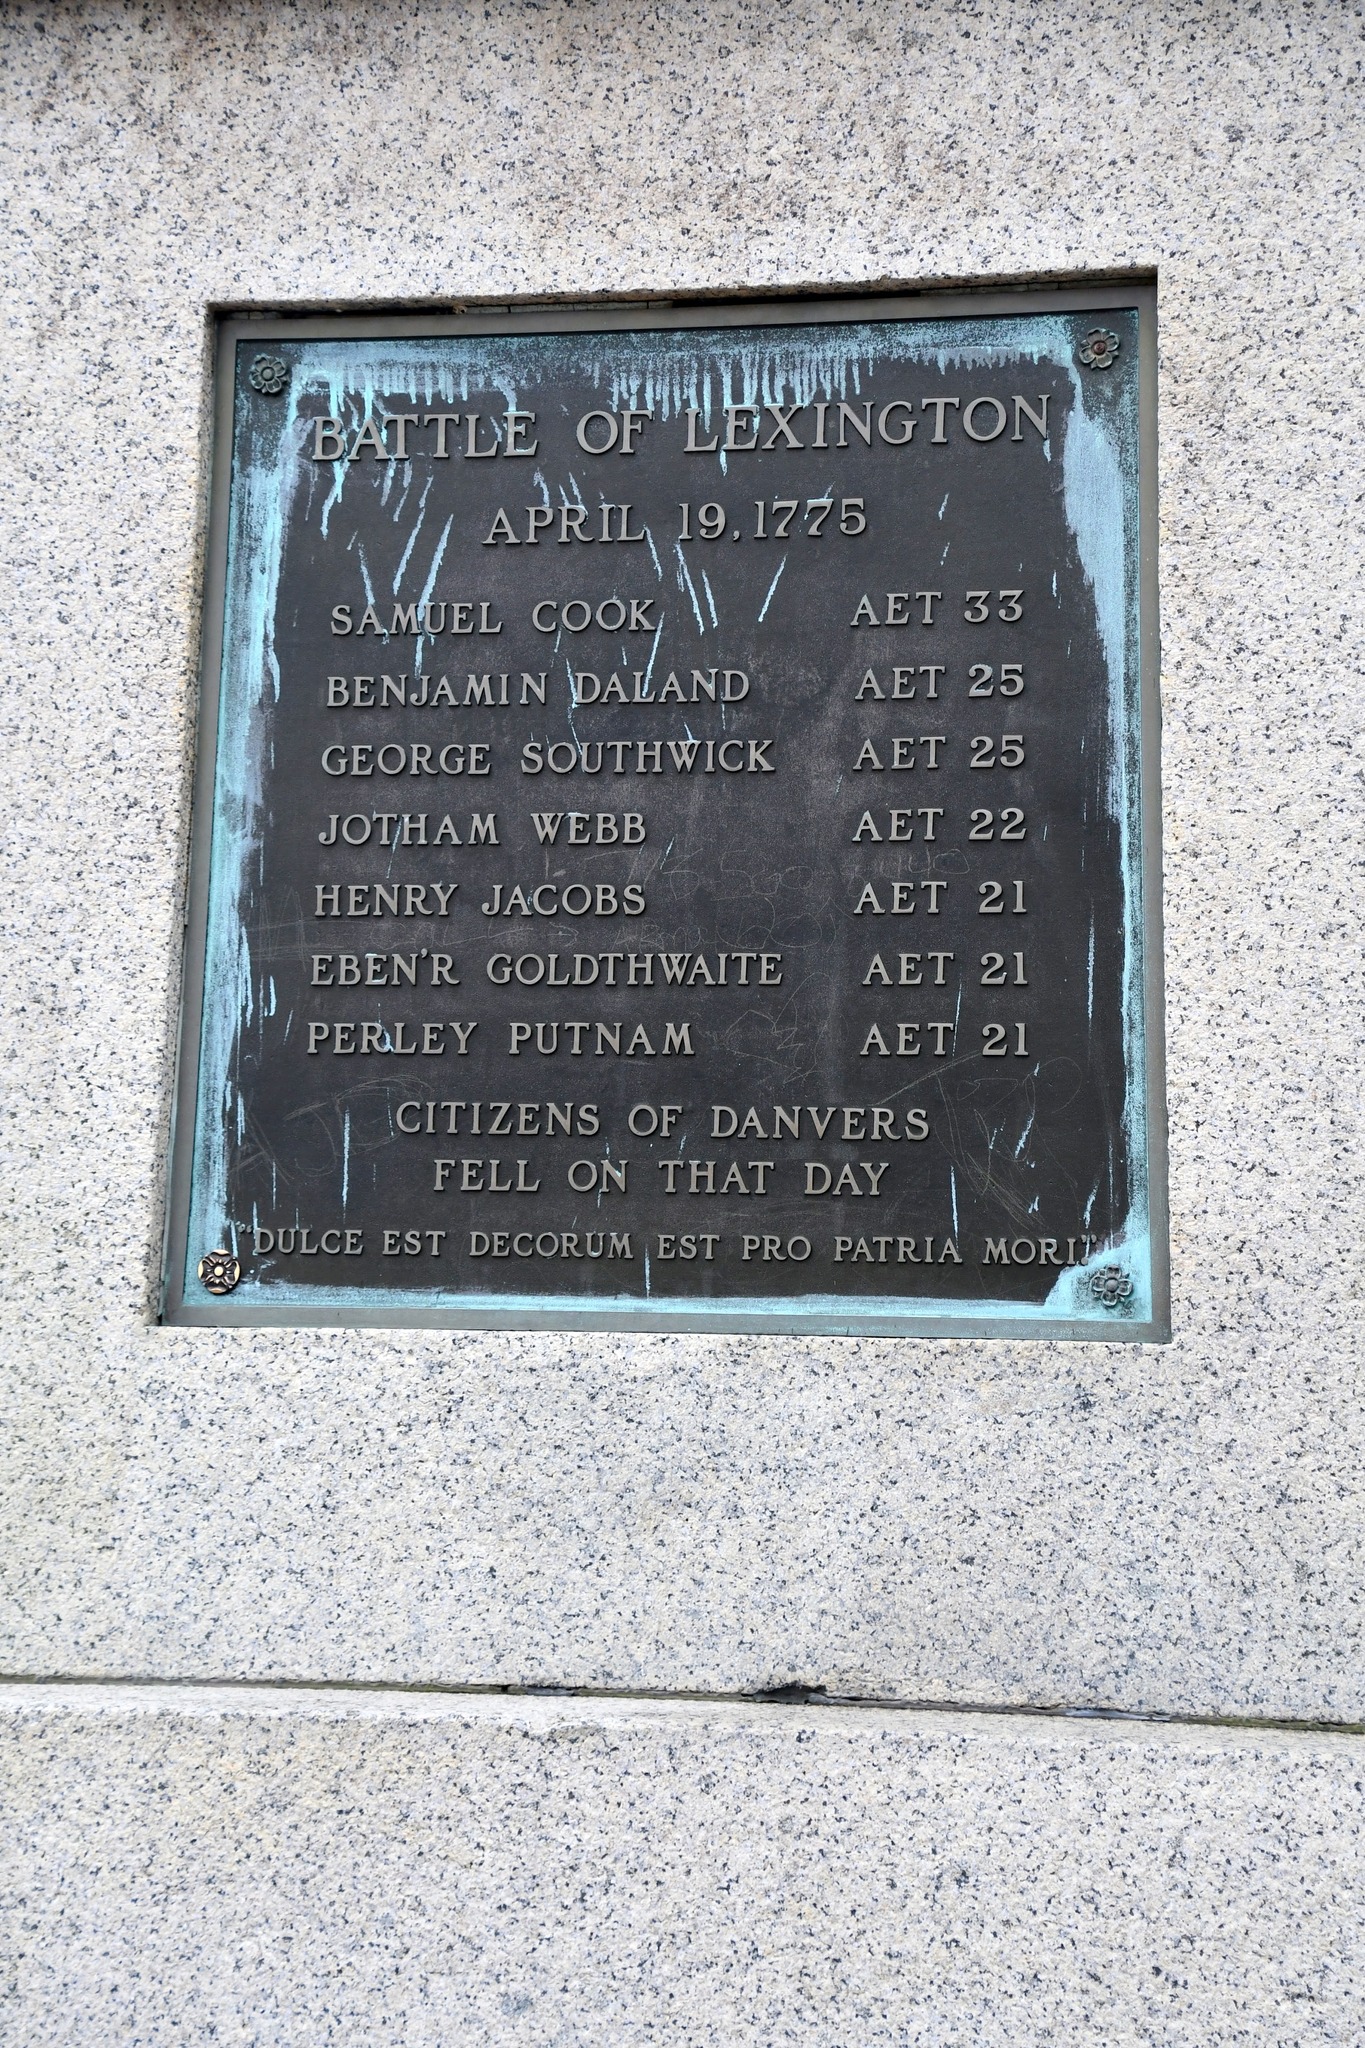 BATTLE OF LEXINGTON
APRIL 19, 1775
SAMUEL COOK AET 33
BENJAMIN DALAND AET 25
GEORGE SOUTHWICK AET 25
JOTHAM WEBB AET 22
HENRY JACOBS AET 21
EBEN'R GOLDTHWAITE AET 21
PERLEY PUTNAM AET 21
CITIZENS OF DANVERS
FELL ON THAT DAY
"DULCE EST DECORUM EST PRO PATRIA MORI."